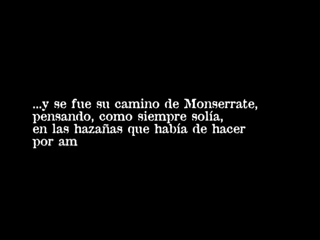 ...y se fue su camino de Monserrate,
pensando, como siempre solía,
en las hazañas que había de hacer
por am